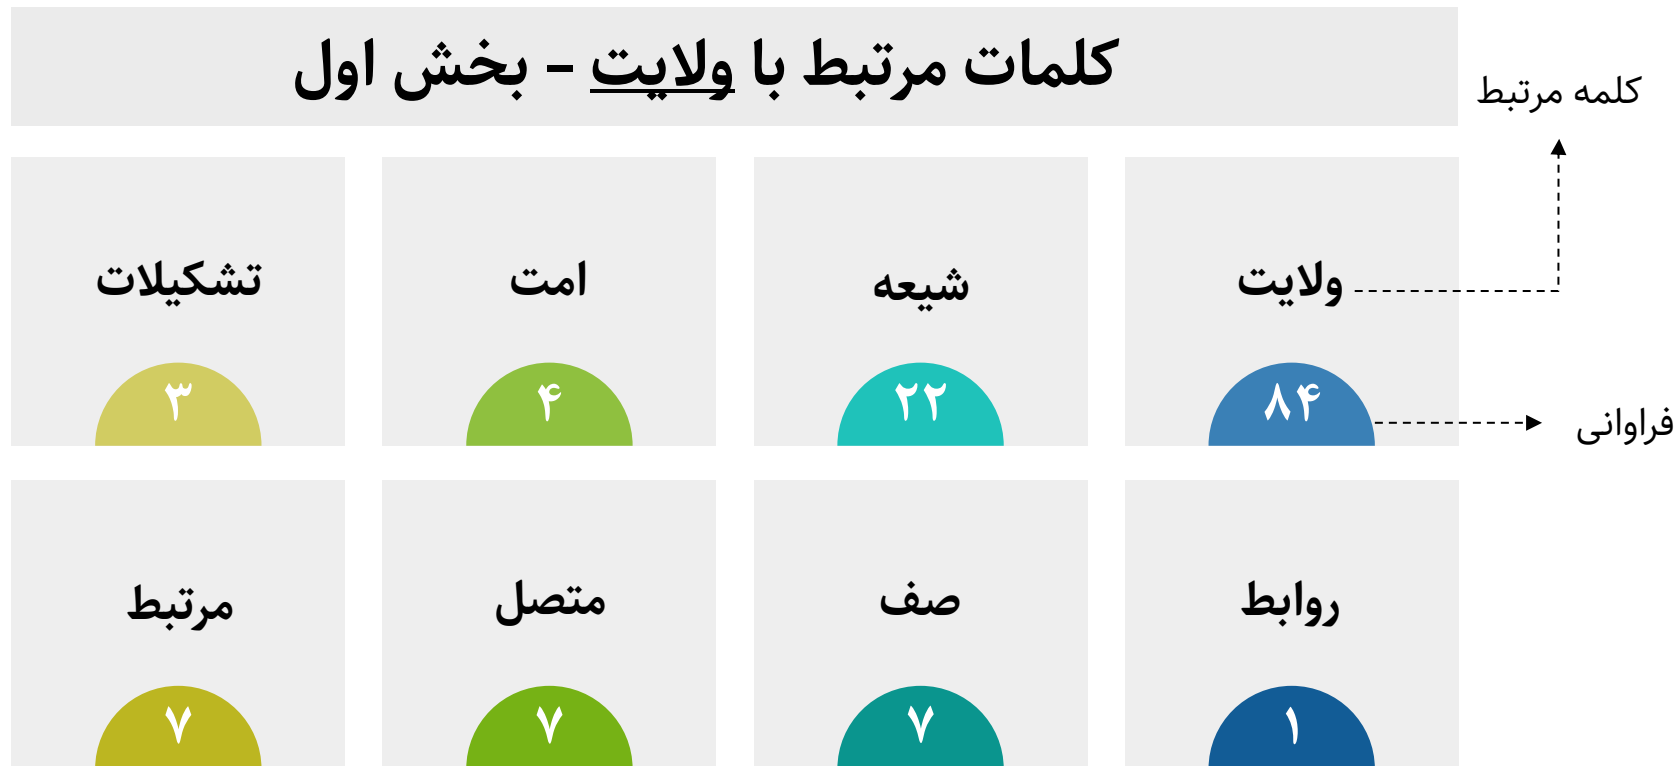 کلمات مرتبط با ولایت - بخش اول
کلمه مرتبط
ولایت
شیعه
امت
تشکیلات
۸۴
۲۲
۴
۳
فراوانی
روابط
صف
متصل
مرتبط
۱
۷
۷
۷